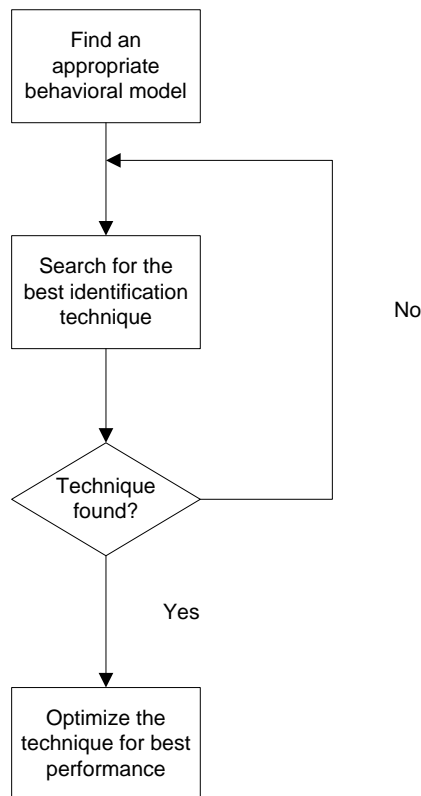 Find an
appropriate
behavioral model
Search for the
best identification
technique
No
Technique
found?
Yes
Optimize the
technique for best
performance